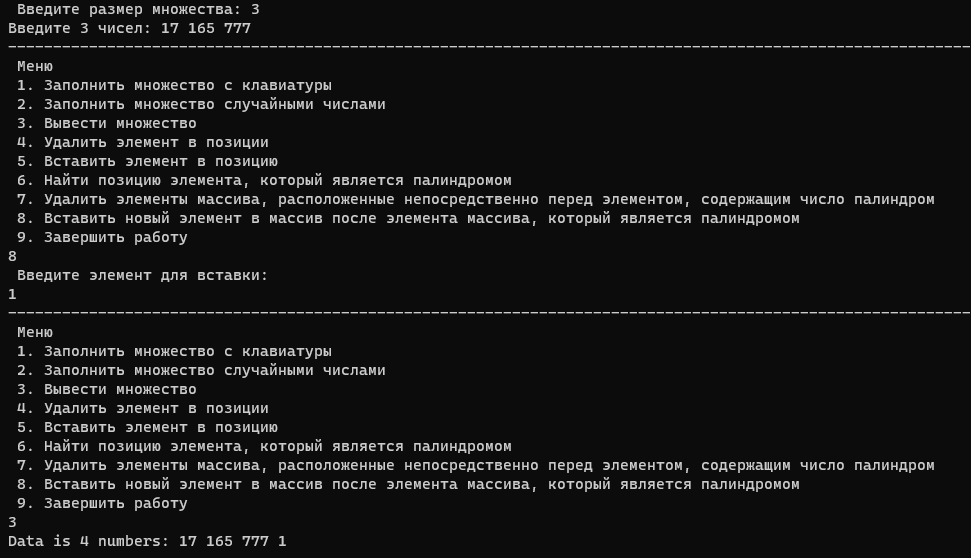 Введите размер множества: 3
Введите 3 чисел: 17 165 777
Меню
1. Заполнить множество с клавиатуры
2. Заполнить множество случайными числами
3. Вывести множество
4. Удалить элемент в позиции
5. Вставить элемент в позицию
6. Найти позицию элемента, который является палиндромом
7. Удалить элементы массива, расположенные непосредственно перед элементом, содержащим число палиндром
8. Вставить новый элемент в массив после элемента массива, который является палиндромом
9. Завершить работу
8
Введите элемент для вставки:
1
Меню
1. Заполнить множество с клавиатуры
2. Заполнить множество случайными числами
3. Вывести множество
4. Удалить элемент в позиции
5. Вставить элемент в позицию
6. Найти позицию элемента, который является палиндромом
7. Удалить элементы массива, расположенные непосредственно перед элементом, содержащим число палиндром
8. Вставить новый элемент в массив после элемента массива, который является палиндромом
9. Завершить работу
3
Data is 4 numbers: 17 165 777 1